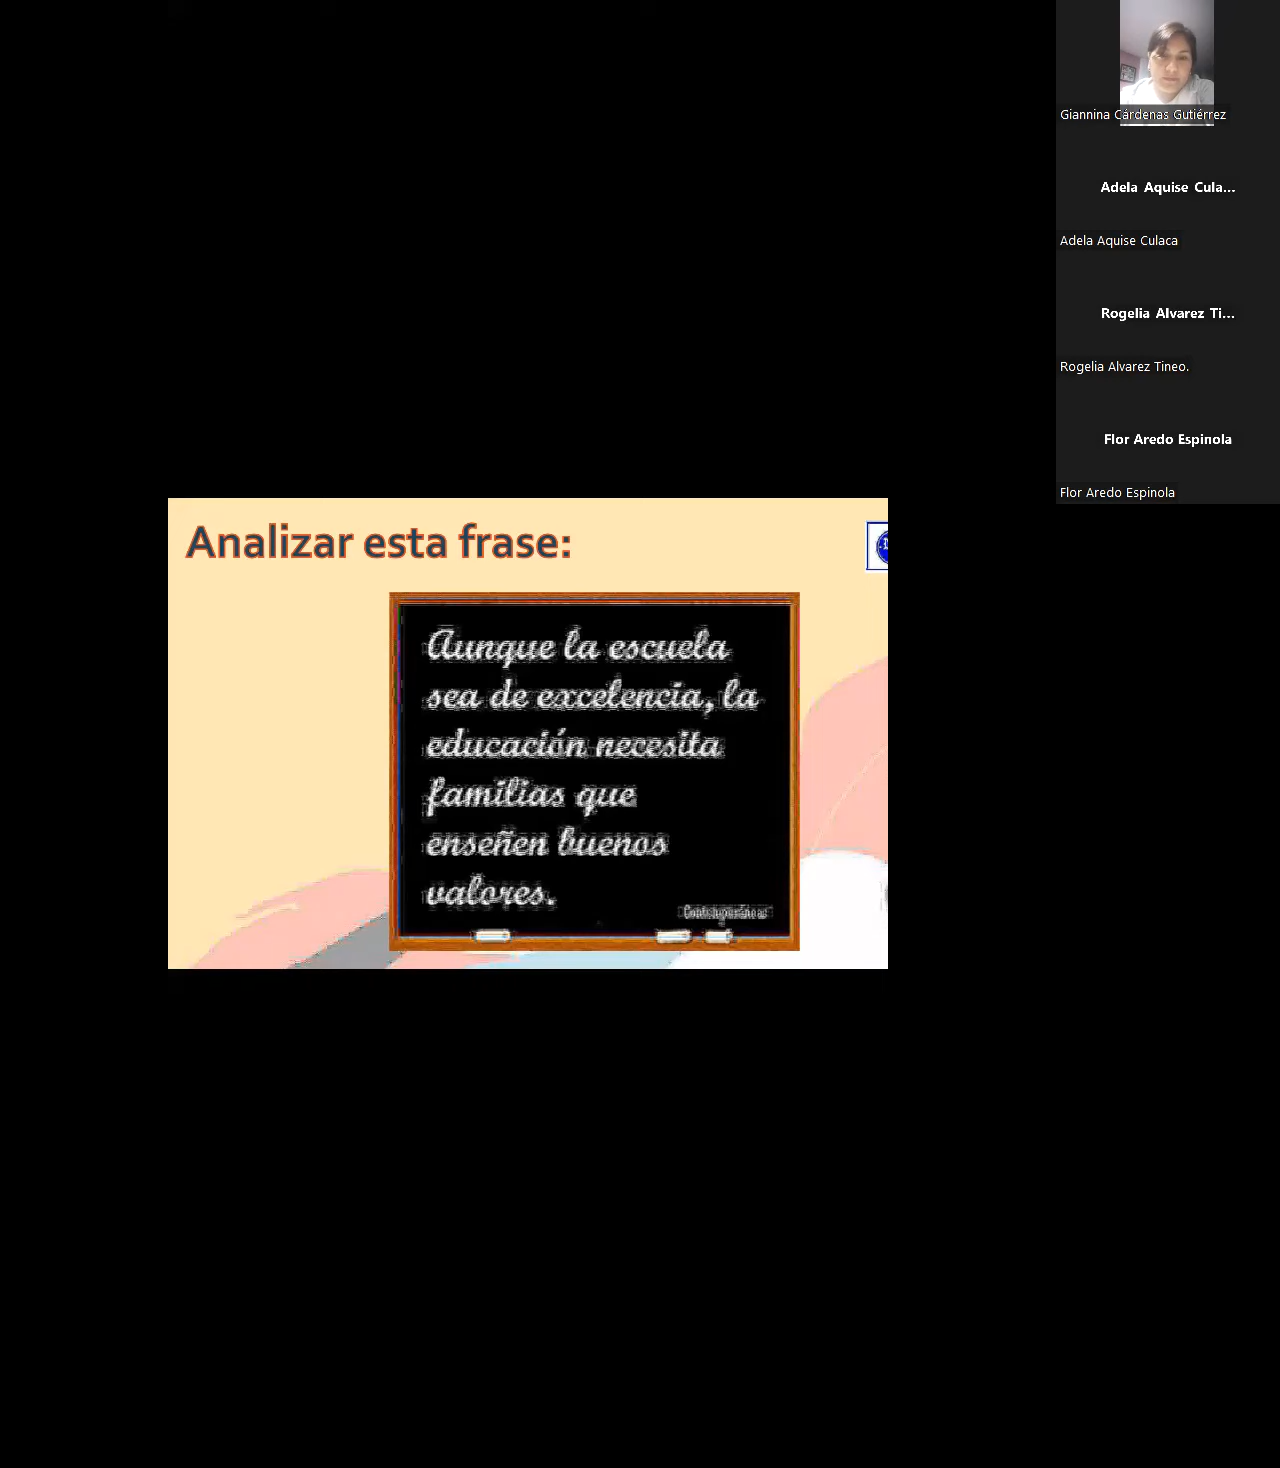 Giannina Cárdenas Gutiérrez
Adela Aquise Cula...
Adela Aquise Culaca
Rogelia Alvarez Ti...
Rogelia Alvarez Tineo.
Flor Aredo Espinola
Flor Aredo Espinola
Analizar esta frase:
Aunque la escuela
sea de excelencia, la
educación necesita
familias que
enseñen buenos
valores.
Contemporáneas